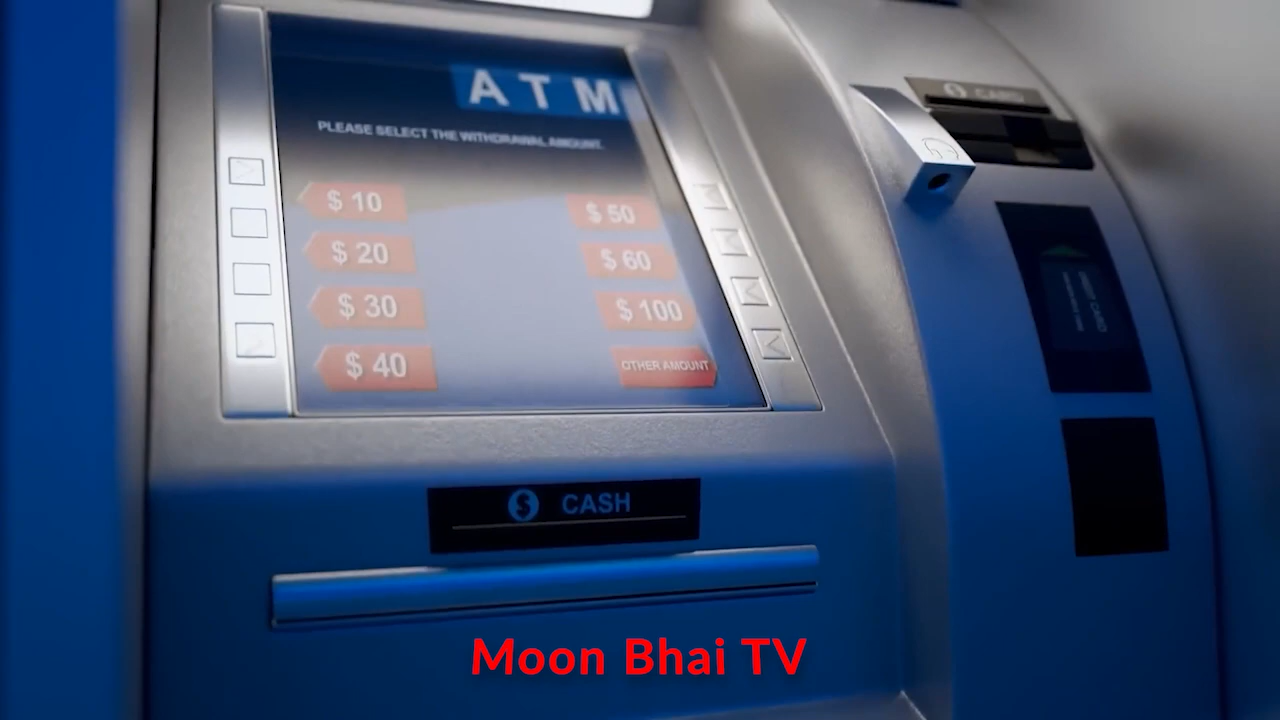 ATM
PLEASE SELECT THE WITHDRAWAL AMOUNT.
$ 10
$ 20
$ 30
$ 40
$ 50
$ 60
$ 100
OTHER AMOUNT
CARD
CASH
Moon Bhai TV